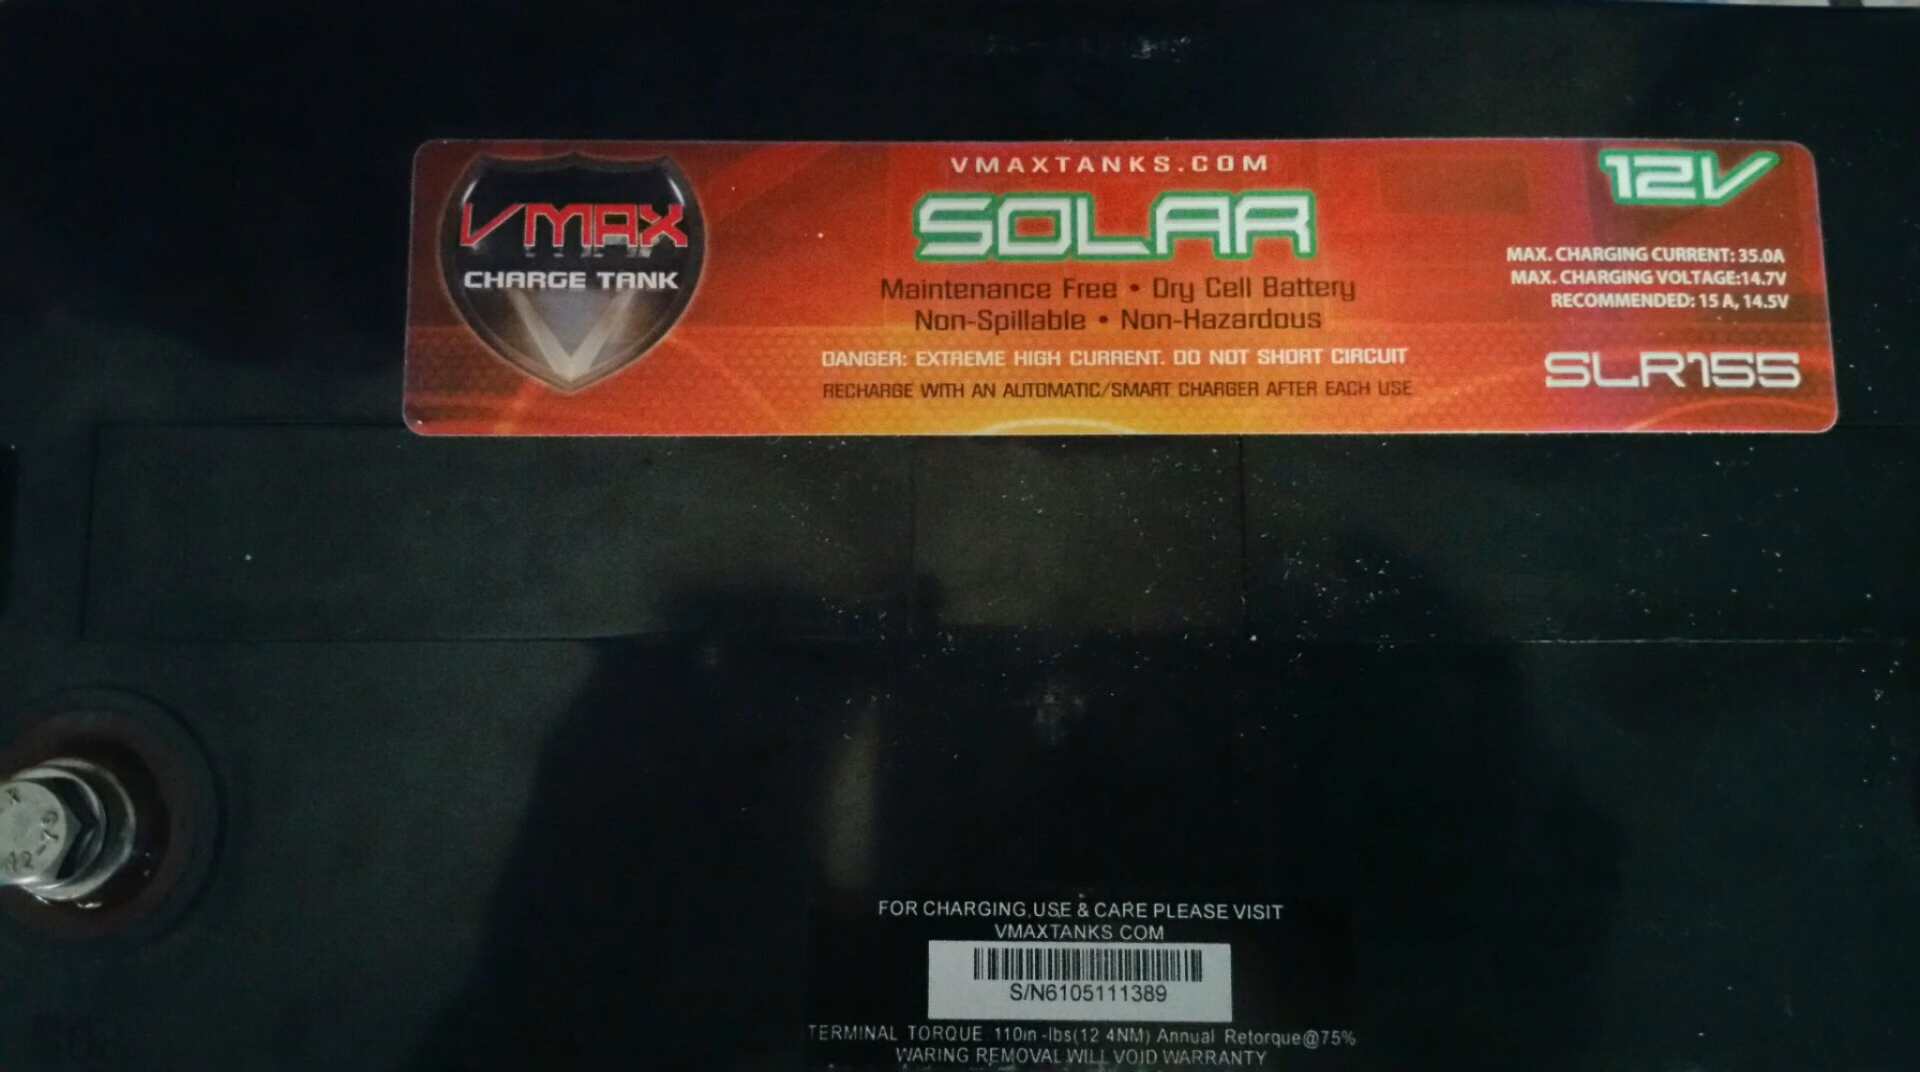 VMAX
CHARGE TANK
VMAXTANKS.COM
SOLAR
Maintenance Free • Dry Cell Battery
Non-Spillable • Non-Hazardous
DANGER: EXTREME HIGH CURRENT. DO NOT SHORT CIRCUIT
RECHARGE WITH AN AUTOMATIC/SMART CHARGER AFTER EACH USE
12V
MAX. CHARGING CURRENT: 35.0A
MAX. CHARGING VOLTAGE:14.7V
RECOMMENDED: 15 A, 14.5V
SLR155
FOR CHARGING,USE & CARE PLEASE VISIT
VMAXTANKS COM
S/N6105111389
TERMINAL TORQUE 110in-lbs(12 4NM) Annual Retorque@75%
WARING REMOVAL WILL VOID WARRANTY